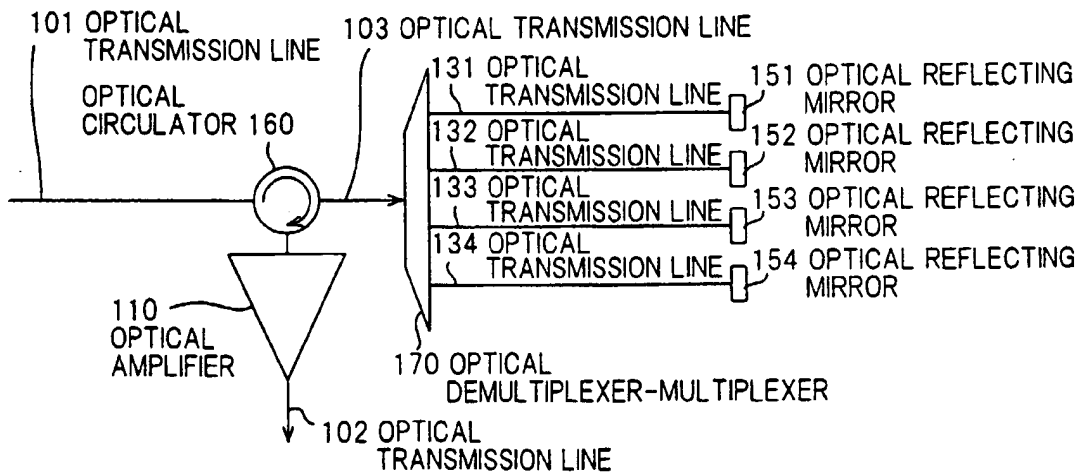 101 OPTICAL
TRANSMISSION LINE
103 OPTICAL TRANSMISSION LINE
OPTICAL
CIRCULATOR 160
131 OPTICAL
TRANSMISSION LINE
151 OPTICAL REFLECTING
MIRROR
132 OPTICAL
TRANSMISSION LINE
152 OPTICAL REFLECTING
MIRROR
133 OPTICAL
TRANSMISSION LINE
153 OPTICAL REFLECTING
MIRROR
134 OPTICAL
TRANSMISSION LINE
154 OPTICAL REFLECTING
MIRROR
110
OPTICAL
AMPLIFIER
170 OPTICAL
DEMULTIPLEXER-MULTIPLEXER
102 OPTICAL
TRANSMISSION LINE